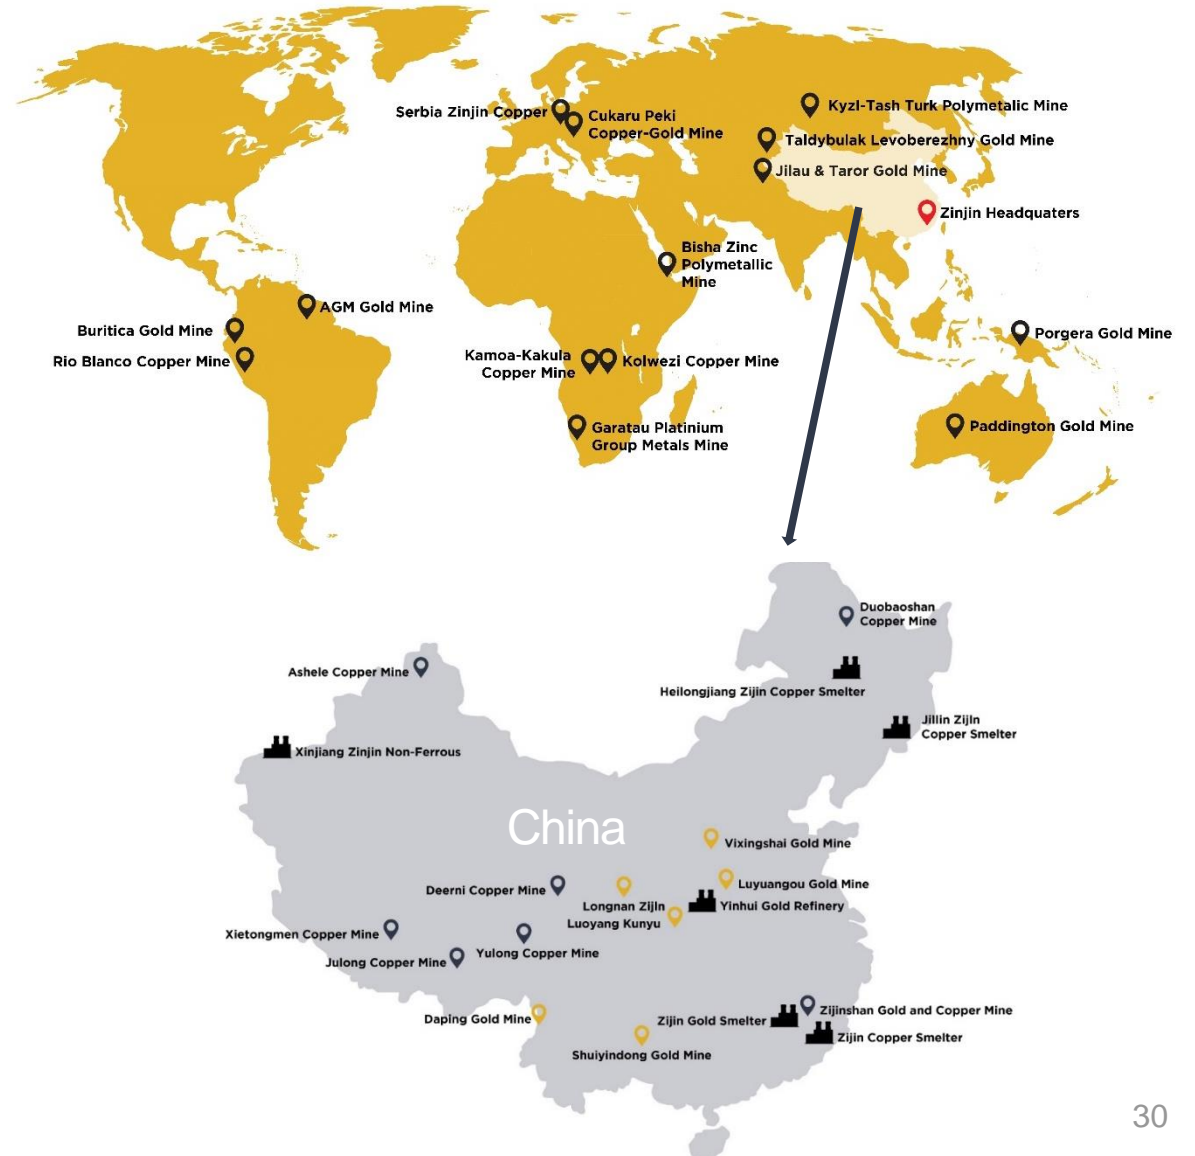 Kyzl-Tash Turk Polymetalic Mine
Serbia Zinjin Copper
Cukaru Peki
Copper-Gold Mine
Taldybulak Levoberezhny Gold Mine
Jilau & Taror Gold Mine
Zinjin Headquaters
Bisha Zinc
Polymetallic
Mine
AGM Gold Mine
Buritica Gold Mine
Rio Blanco Copper Mine
Kamoa-Kakula
Copper Mine
Kolwezi Copper Mine
Porgera Gold Mine
Garatau Platinium
Group Metals Mine
Paddington Gold Mine
Duobaoshan
Copper Mine
Ashele Copper Mine
Heilongjiang Zijin Copper Smelter
Jillin Zijln
Copper Smelter
Xinjiang Zinjin Non-Ferrous
China
Vixingshai Gold Mine
Deerni Copper Mine
Luyuangou Gold Mine
Longnan Zijln
Yinhui Gold Refinery
Luoyang Kunyu
Xietongmen Copper Mine
Yulong Copper Mine
Julong Copper Mine
Daping Gold Mine
Zijin Gold Smelter
Zijinshan Gold and Copper Mine
Zijin Copper Smelter
Shuiyindong Gold Mine
30